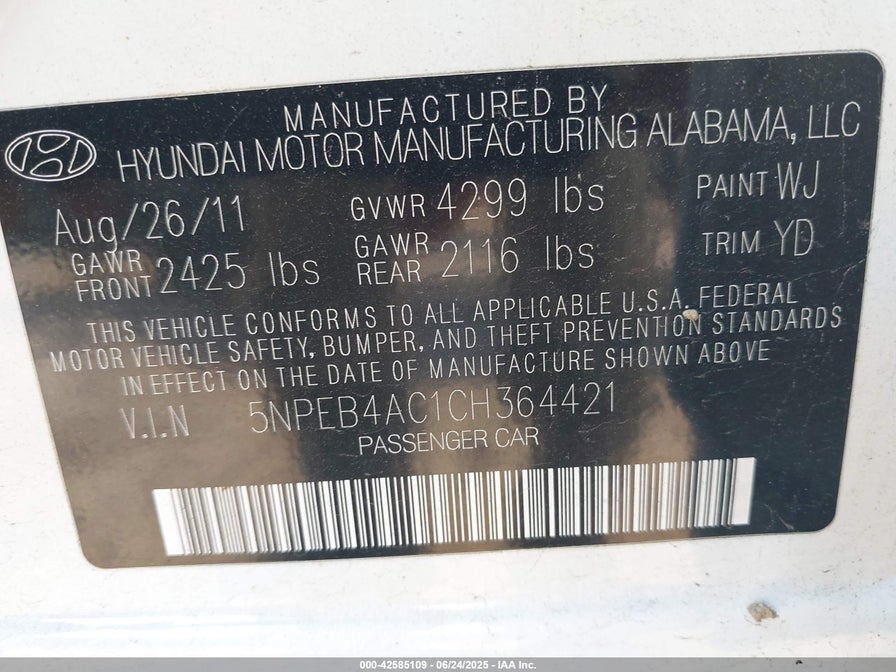 MANUFACTURED BY
HYUNDAI MOTOR MANUFACTURING ALABAMA, LLC
Aug/26/11 GVWR 4299 lbs PAINT WJ
GAWR FRONT 2425 lbs GAWR REAR 2116 lbs TRIM YD
THIS VEHICLE CONFORMS TO ALL APPLICABLE U.S.A. FEDERAL
MOTOR VEHICLE SAFETY, BUMPER, AND THEFT PREVENTION STANDARDS
IN EFFECT ON THE DATE OF MANUFACTURE SHOWN ABOVE
V.I.N 5NPEB4AC1CH364421
PASSENGER CAR
000-42585109 | 06/24/2025 - IAA Inc.